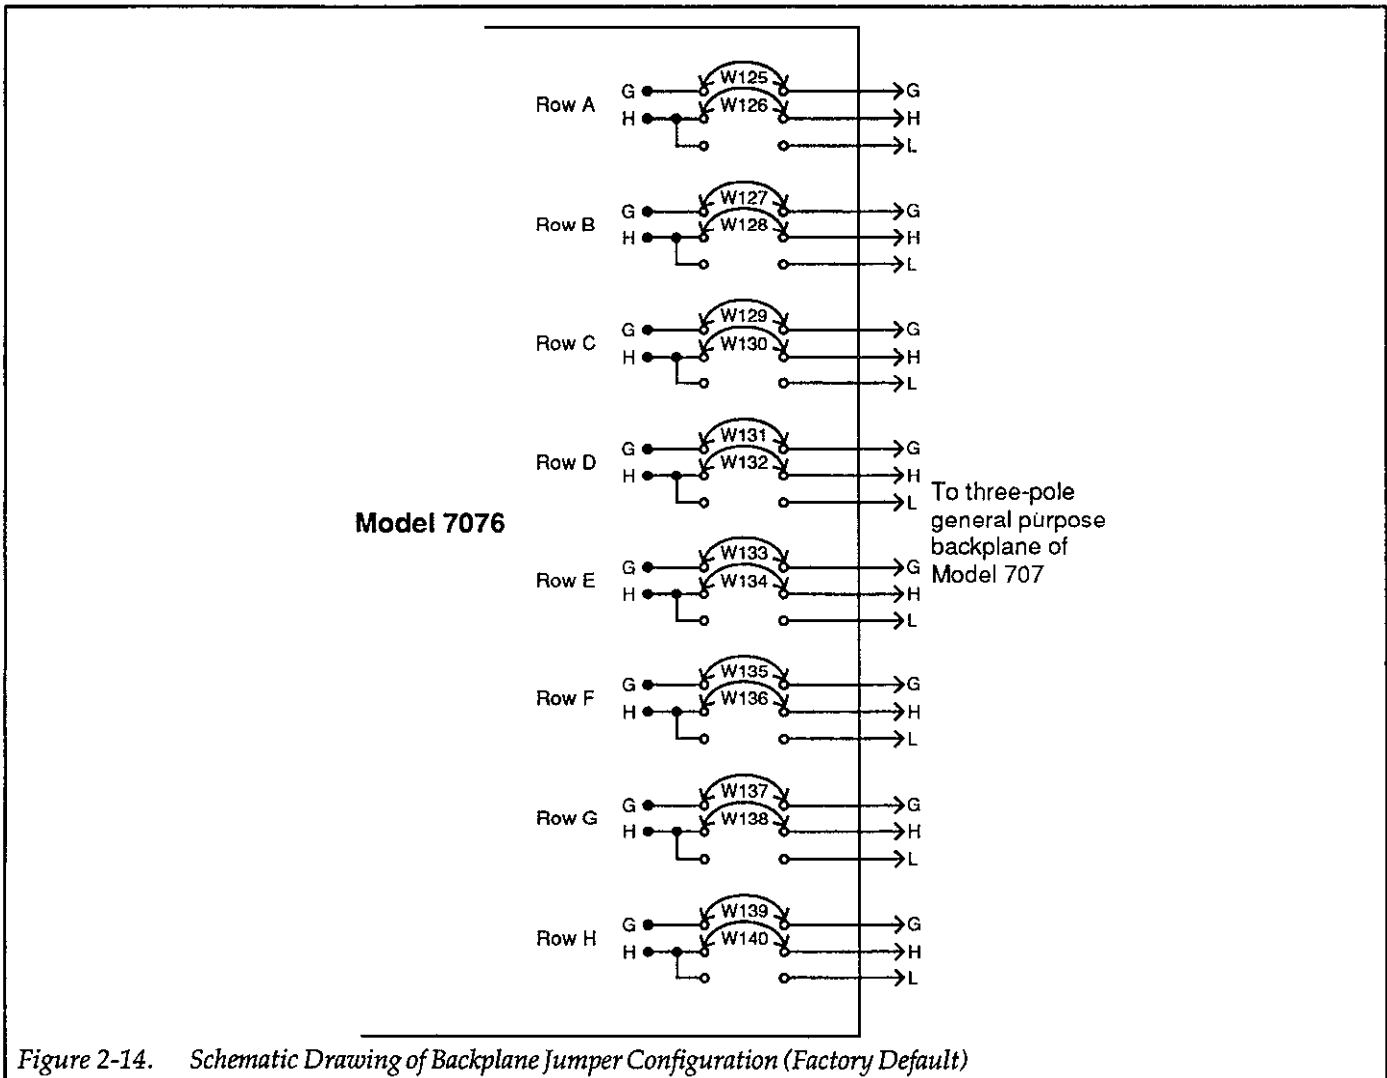 W125
G G
Row A W126
H H
L
W127
G G
Row B W128
H H
L
W129
G G
Row C W130
H H
L
W131
G G
Row D W132
H H
L
To three-pole
general purpose
backplane of
Model 707
Model 7076
W133
G G
Row E W134
H H
L
W135
G G
Row F W136
H H
L
W137
G G
Row G W138
H H
L
W139
G G
Row H W140
H H
L
Figure 2-14. Schematic Drawing of Backplane Jumper Configuration (Factory Default)